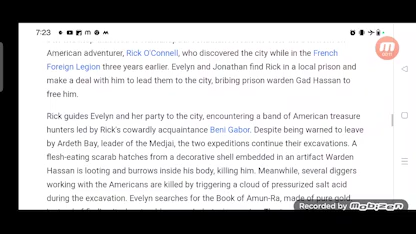 7:23
American adventurer, Rick O'Connell, who discovered the city while in the French
Foreign Legion three years earlier. Evelyn and Jonathan find Rick in a local prison and
make a deal with him to lead them to the city, bribing prison warden Gad Hassan to
free him.
Rick guides Evelyn and her party to the city, encountering a band of American treasure
hunters led by Rick's cowardly acquaintance Beni Gabor. Despite being warned to leave
by Ardeth Bay, leader of the Medjai, the two expeditions continue their excavations. A
flesh-eating scarab hatches from a decorative shell embedded in an artifact Warden
Hassan is looting and burrows inside his body, killing him. Meanwhile, several diggers
working with the Americans are killed by triggering a cloud of pressurized salt acid
during the excavation. Evelyn searches for the Book of Amun-Ra, made of pure gold
Recorded by MOBIZEN